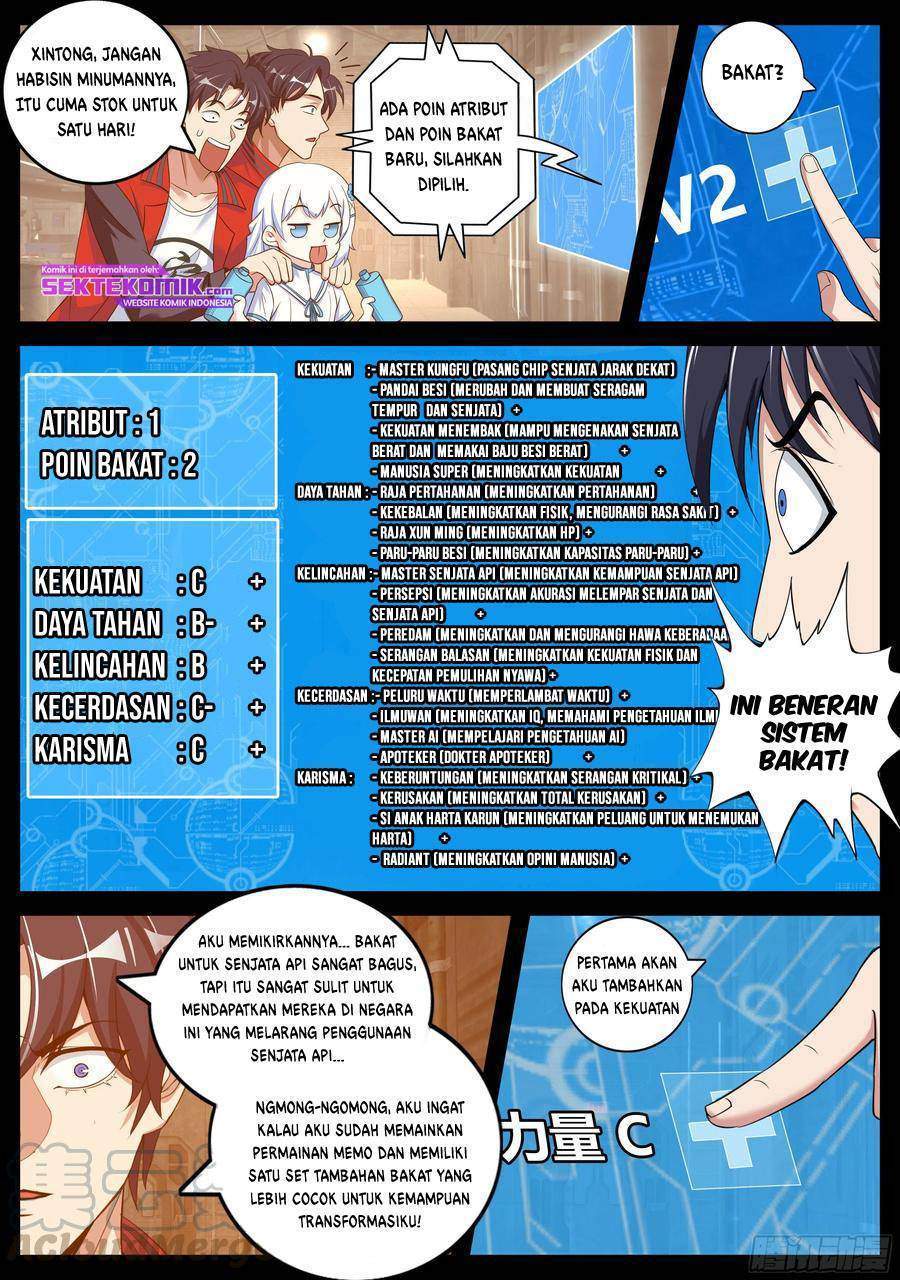 XINTONG, JANGAN
HABISIN MINUMANNYA,
ITU CUMA STOK UNTUK
SATU HARI!
ADA POIN ATRIBUT
DAN POIN BAKAT
BARU, SILAHKAN
DIPILIH.
BAKAT?
V2
Komik ini di terjemahkan oleh:
SEKTEKOMIK.com
WEBSITE KOMIK INDONESIA
ATRIBUT : 1
POIN BAKAT : 2
KEKUATAN : C +
DAYA TAHAN : B- +
KELINCAHAN : B +
KECERDASAN : C- +
KARISMA : C +
KEKUATAN :- MASTER KUNGFU (PASANG CHIP SENJATA JARAK DEKAT)
- PANDAI BESI (MERUBAH DAN MEMBUAT SERAGAM
TEMPUR DAN SENJATA) +
- KEKUATAN MENEMBAK (MAMPU MENGENAKAN SENJATA
BERAT DAN MEMAKAI BAJU BESI BERAT) +
- MANUSIA SUPER (MENINGKATKAN KEKUATAN +
DAYA TAHAN : - RAJA PERTAHANAN (MENINGKATKAN PERTAHANAN) +
- KEKEBALAN (MENINGKATKAN FISIK, MENGURANGI RASA SAKIT) +
- RAJA XUN MING (MENINGKATKAN HP) +
- PARU-PARU BESI (MENINGKATKAN KAPASITAS PARU-PARU) +
KELINCAHAN :- MASTER SENJATA API (MENINGKATKAN KEMAMPUAN SENJATA API)
- PERSEPSI (MENINGKATKAN AKURASI MELEMPAR SENJATA DAN
SENJATA API) +
- PEREDAM (MENINGKATKAN DAN MENGURANGI HAWA KEBERADAA
- SERANGAN BALASAN (MENINGKATKAN KEKUATAN FISIK DAN
KECEPATAN PEMULIHAN NYAWA) +
KECERDASAN :- PELURU WAKTU (MEMPERLAMBAT WAKTU) +
- ILMUWAN (MENINGKATKAN IQ, MEMAHAMI PENGETAHUAN ILMI
- MASTER AI (MEMPELAJARI PENGETAHUAN AI)
- APOTEKER (DOKTER APOTEKER) +
KARISMA : - KEBERUNTUNGAN (MENINGKATKAN SERANGAN KRITIKAL) +
- KERUSAKAN (MENINGKATKAN TOTAL KERUSAKAN) +
- SI ANAK HARTA KARUN (MENINGKATKAN PELUANG UNTUK MENEMUKAN
HARTA) +
- RADIANT (MENINGKATKAN OPINI MANUSIA) +
INI BENERAN
SISTEM
BAKAT!
AKU MEMIKIRKANNYA... BAKAT
UNTUK SENJATA API SANGAT BAGUS,
TAPI ITU SANGAT SULIT UNTUK
MENDAPATKAN MEREKA DI NEGARA
INI YANG MELARANG PENGGUNAAN
SENJATA API...
NGMONG-NGOMONG, AKU INGAT
KALAU AKU SUDAH MEMAINKAN
PERMAINAN MEMO DAN MEMILIKI
SATU SET TAMBAHAN BAKAT YANG
LEBIH COCOK UNTUK KEMAMPUAN
TRANSFORMASIKU!
PERTAMA AKAN
AKU TAMBAHKAN
PADA KEKUATAN
力量 C
腾讯动漫